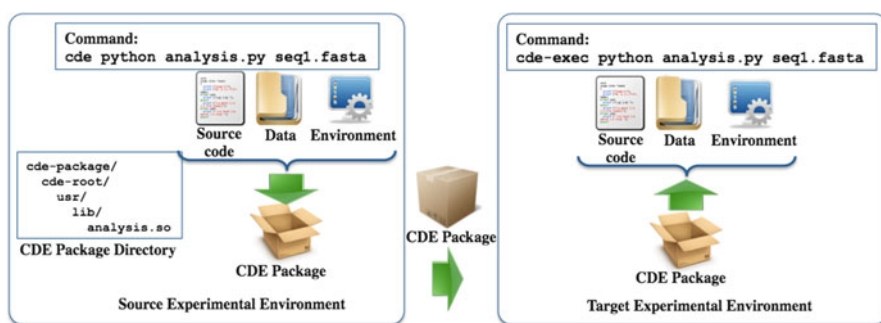 Command:
cde python analysis.py seq1.fasta
Source
code
Data
Environment
cde-package/
cde-root/
usr/
lib/
analysis.so
CDE Package Directory
CDE Package
Source Experimental Environment
CDE Package
Command:
cde-exec python analysis.py seq1.fasta
Source
code
Data
Environment
CDE Package
Target Experimental Environment